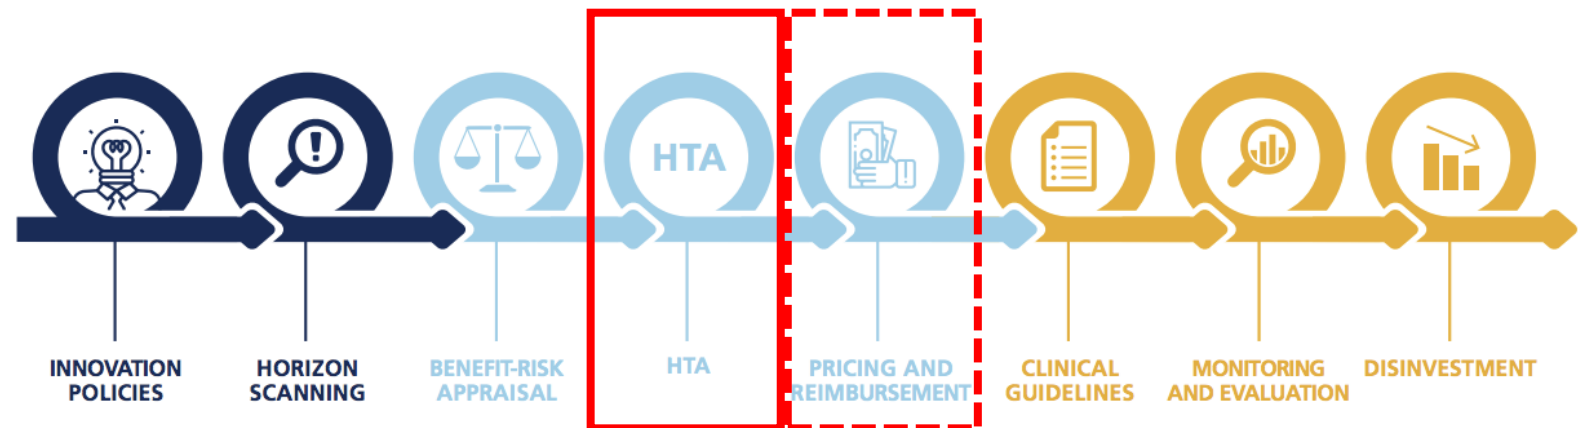 HTA
INNOVATION
POLICIES
HORIZON
SCANNING
BENEFIT-RISK
APPRAISAL
HTA
PRICING AND
REIMBURSEMENT
CLINICAL
GUIDELINES
MONITORING
AND EVALUATION
DISINVESTMENT